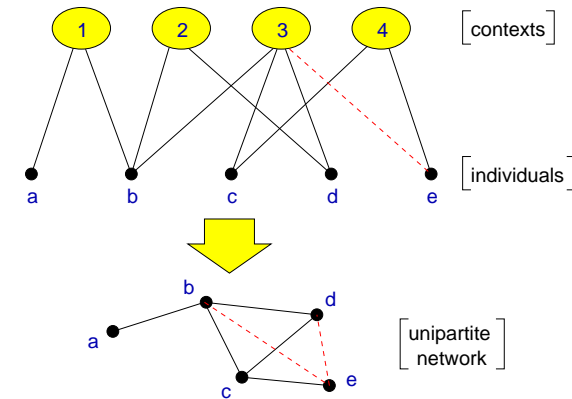 1 2 3 4 contexts
a b c d e individuals
b d
a unipartite
network
c e